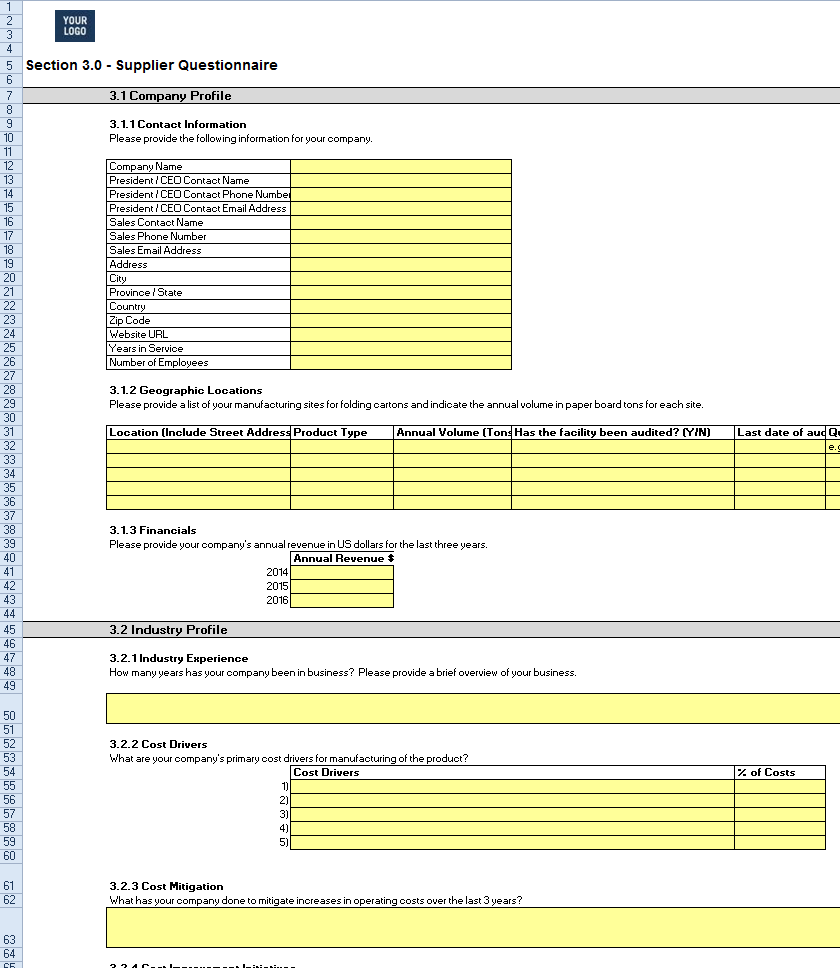 1
2
3
4
5
6
7
8
9
10
11
12
13
14
15
16
17
18
19
20
21
22
23
24
25
26
27
28
29
30
31
32
33
34
35
36
37
38
39
40
41
42
43
44
45
46
47
48
49
50
51
52
53
54
55
56
57
58
59
60
61
62
63
64
65
YOUR
LOGO
Section 3.0 - Supplier Questionnaire
3.1 Company Profile
3.1.1 Contact Information
Please provide the following information for your company.
Company Name
President / CEO Contact Name
President / CEO Contact Phone Number
President / CEO Contact Email Address
Sales Contact Name
Sales Phone Number
Sales Email Address
Address
City
Province / State
Country
Zip Code
Website URL
Years in Service
Number of Employees
3.1.2 Geographic Locations
Please provide a list of your manufacturing sites for folding cartons and indicate the annual volume in paper board tons for each site.
Location (Include Street Address Product Type Annual Volume (Tons Has the facility been audited? (Y/N) Last date of aud Qu
e.g
3.1.3 Financials
Please provide your company's annual revenue in US dollars for the last three years.
Annual Revenue $
2014
2015
2016
3.2 Industry Profile
3.2.1 Industry Experience
How many years has your company been in business? Please provide a brief overview of your business.
3.2.2 Cost Drivers
What are your company's primary cost drivers for manufacturing of the product?
Cost Drivers % of Costs
1)
2)
3)
4)
5)
3.2.3 Cost Mitigation
What has your company done to mitigate increases in operating costs over the last 3 years?
3.2.4 Cost Improvement Initiatives